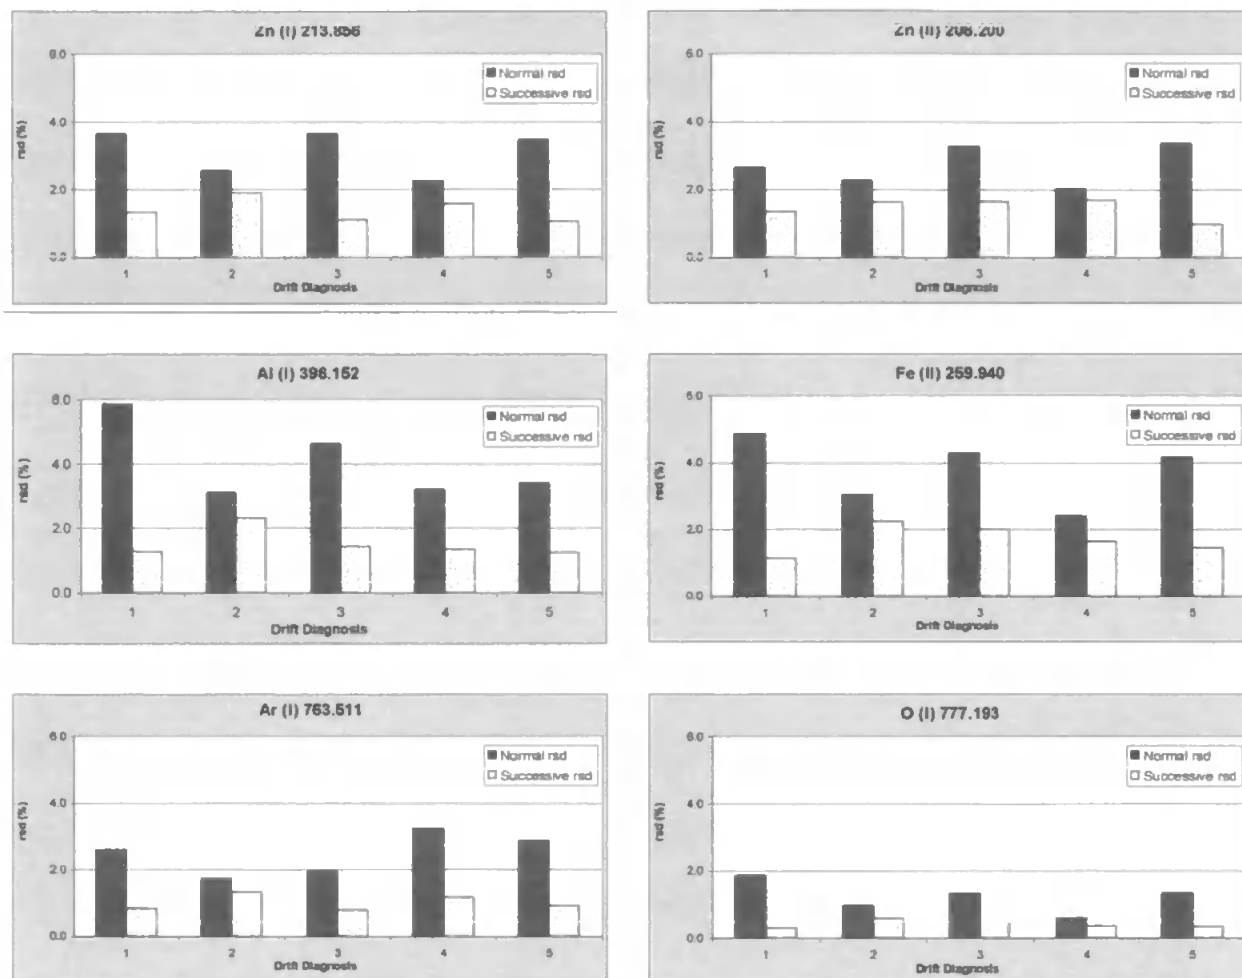 Zn (I) 213.856
6.0
4.0
2.0
0.0
rsd (%)
Normal rsd
Successive rsd
1 2 3 4 5
Drift Diagnosis
Zn (II) 206.200
6.0
4.0
2.0
0.0
rsd (%)
Normal rsd
Successive rsd
1 2 3 4 5
Drift Diagnosis
Al (I) 396.152
6.0
4.0
2.0
0.0
rsd (%)
Normal rsd
Successive rsd
1 2 3 4 5
Drift Diagnosis
Fe (II) 259.940
6.0
4.0
2.0
0.0
rsd (%)
Normal rsd
Successive rsd
1 2 3 4 5
Drift Diagnosis
Ar (I) 763.511
6.0
4.0
2.0
0.0
rsd (%)
Normal rsd
Successive rsd
1 2 3 4 5
Drift Diagnosis
O (I) 777.193
6.0
4.0
2.0
0.0
rsd (%)
Normal rsd
Successive rsd
1 2 3 4 5
Drift Diagnosis